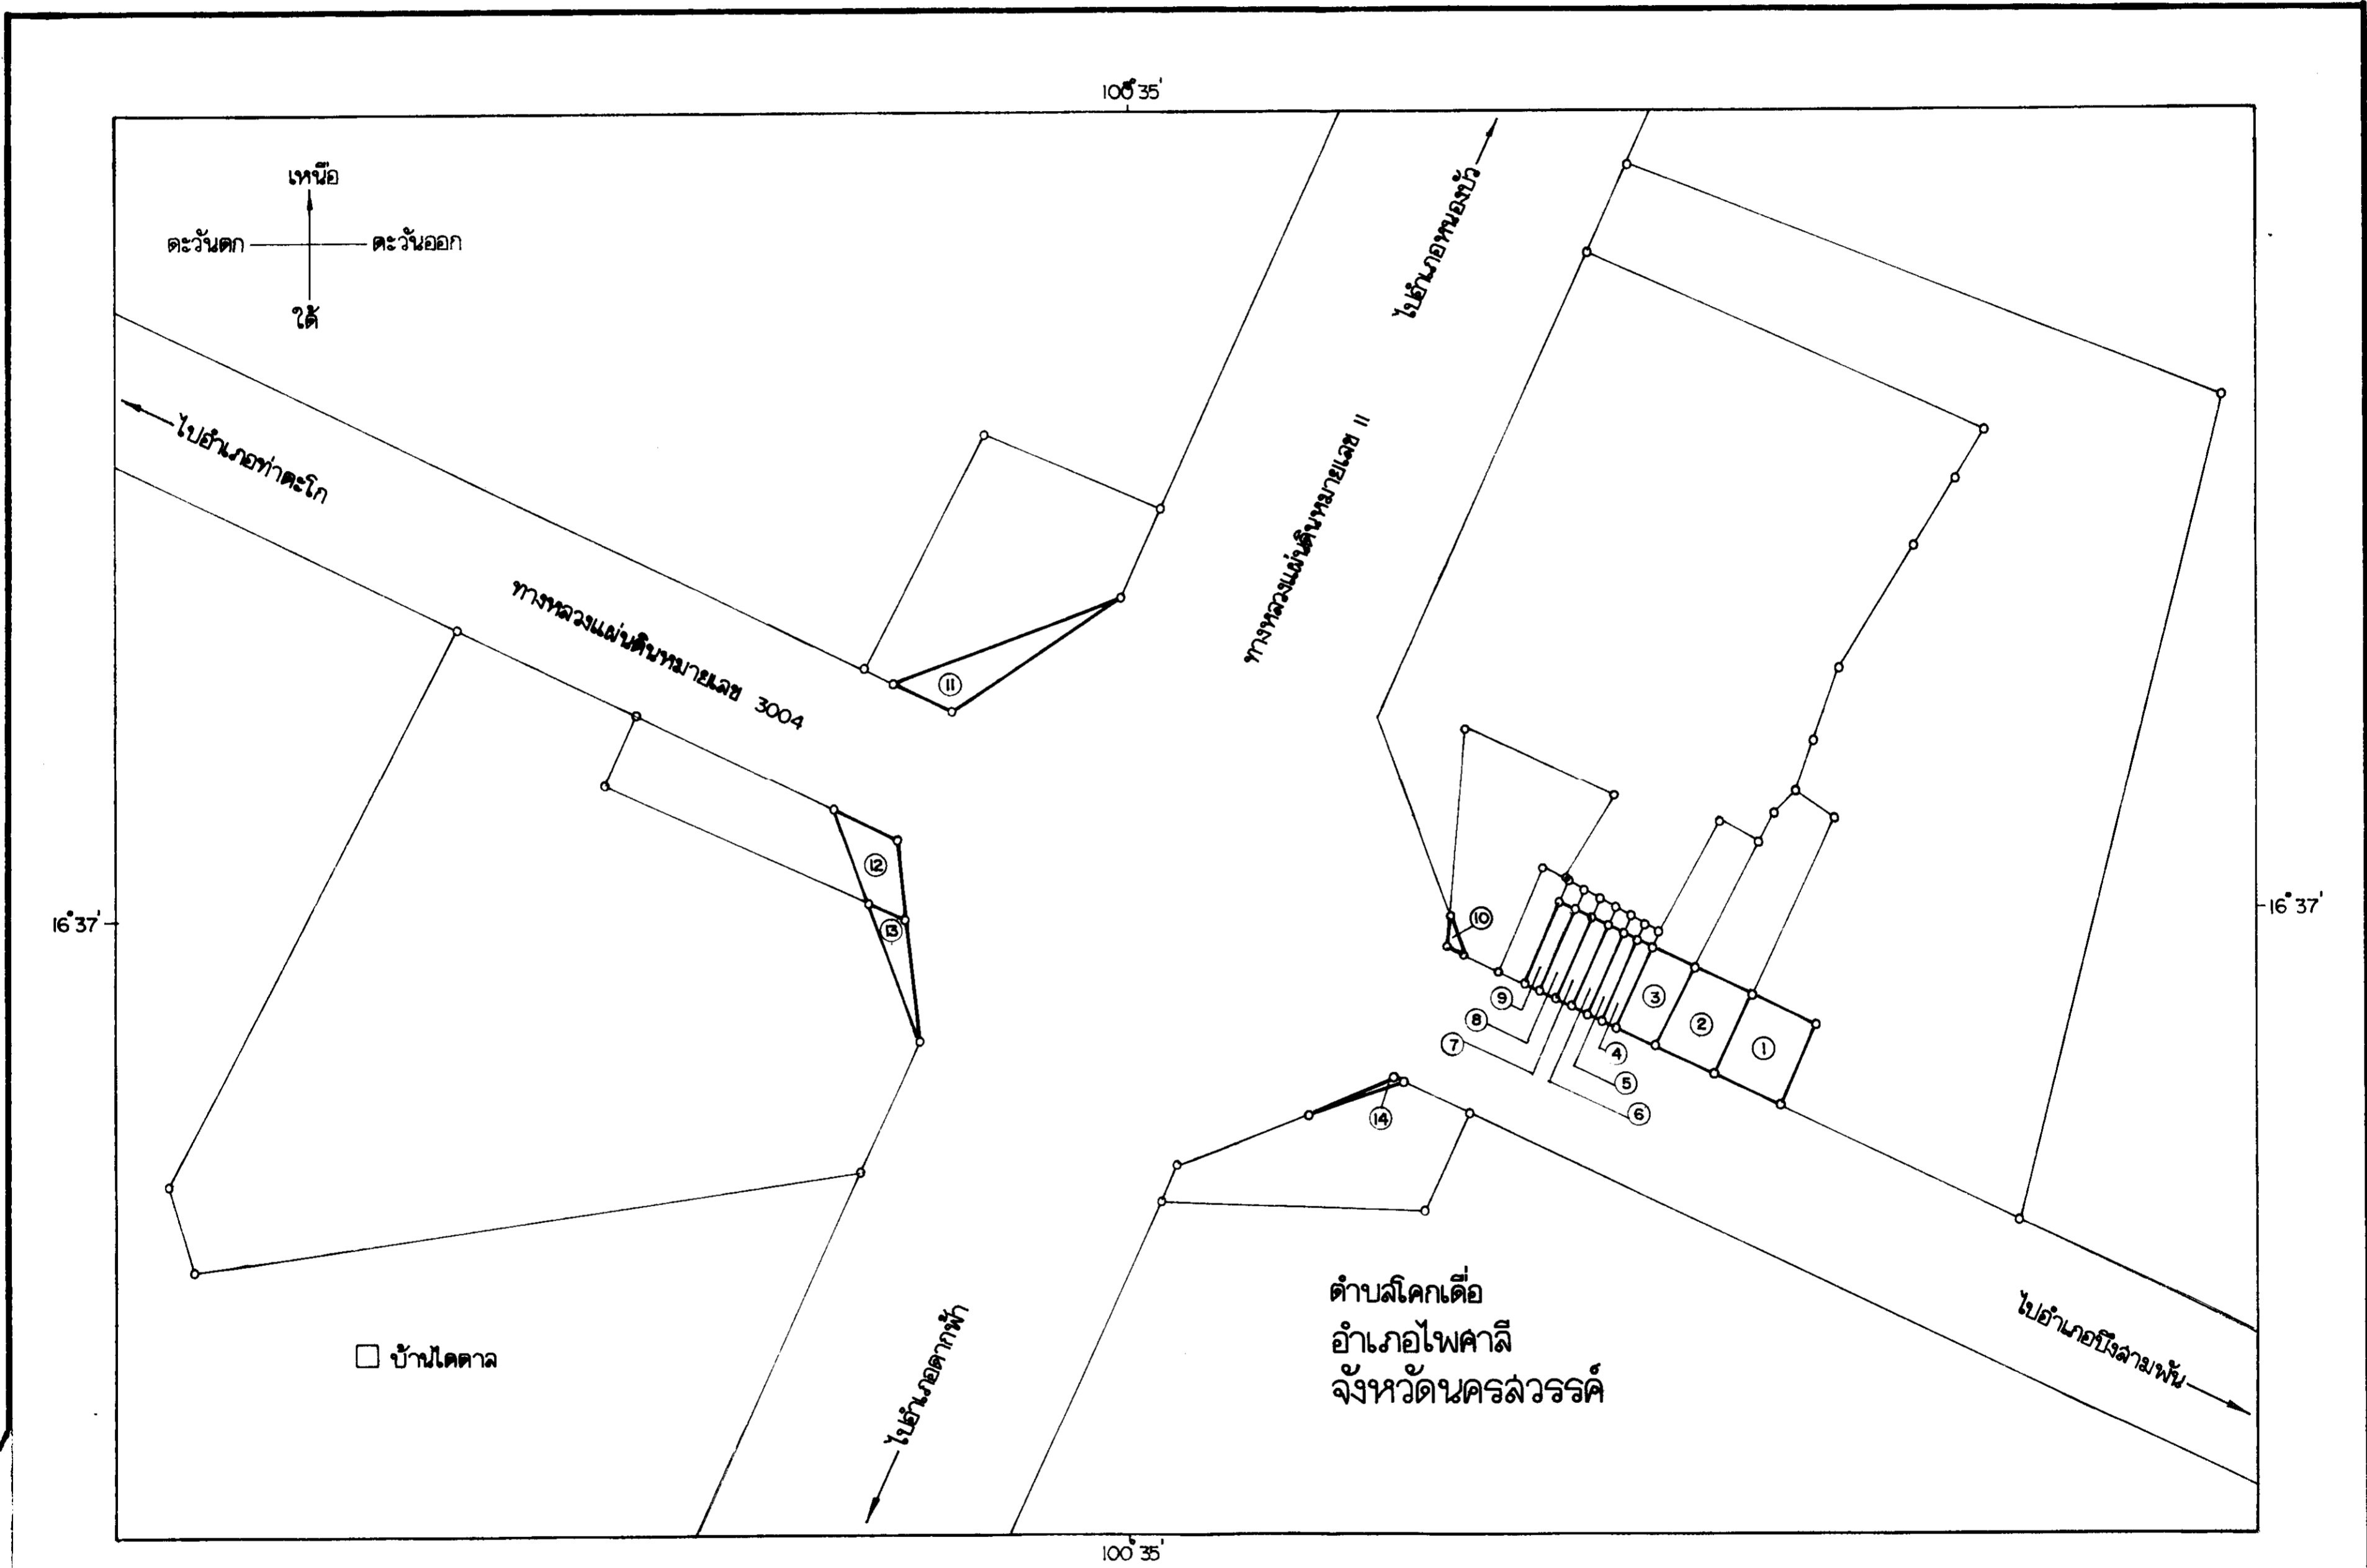 100°35'
เหนือ
ตะวันตก
ตะวันออก
ใต้
ไปอำเภอหนองบัว
ไปอำเภอท่าตะโก
ทางหลวงแผ่นดินหมายเลข 11
ทางหลวงแผ่นดินหมายเลข 3004
11
12
13
10
16°37'
16°37'
9
8
7
3
2
1
4
5
6
14
ตำบลโคกเดื่อ
อำเภอไพศาลี
จังหวัดนครสวรรค์
บ้านไดตาล
ไปอำเภอตากฟ้า
ไปอำเภอบึงสามพัน
100°35'